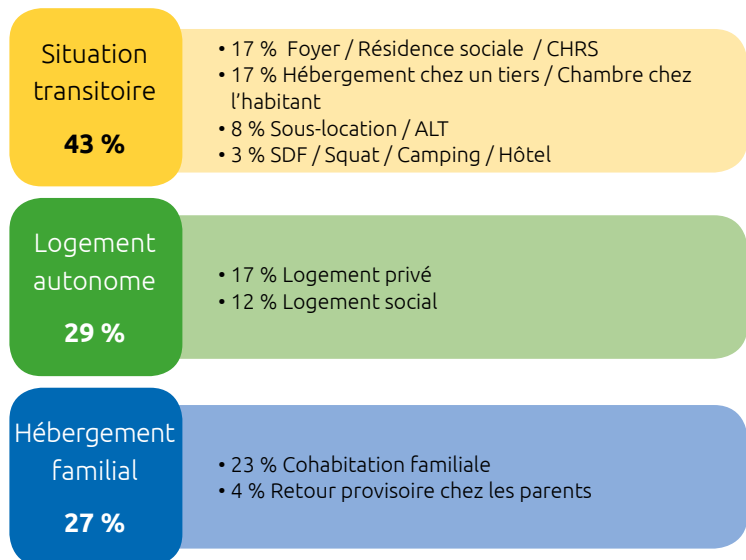 Situation
transitoire
43 %
• 17 %  Foyer / Résidence sociale  / CHRS
• 17 % Hébergement chez un tiers / Chambre chez
l’habitant
• 8 % Sous-location / ALT
• 3 % SDF / Squat / Camping / Hôtel
Logement
autonome
29 %
• 17 % Logement privé
• 12 % Logement social
Hébergement
familial
27 %
• 23 % Cohabitation familiale
• 4 % Retour provisoire chez les parents